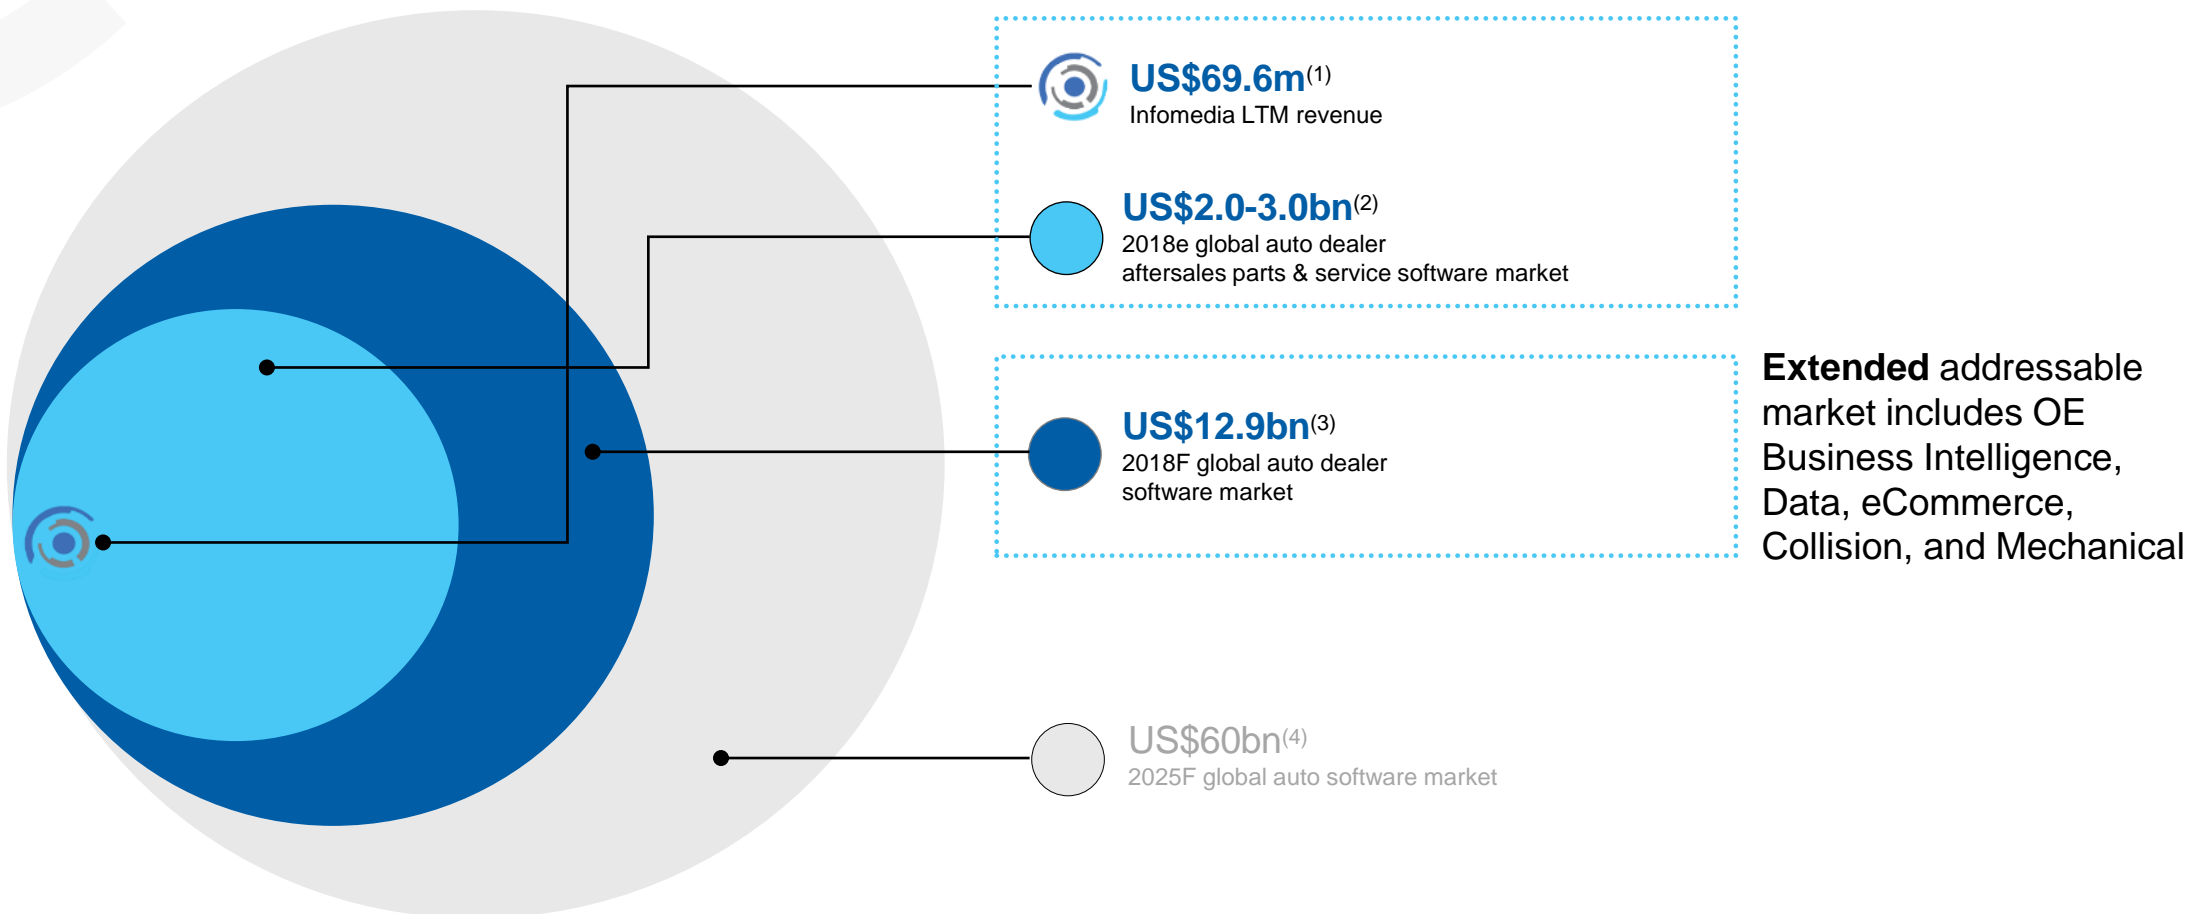 US$69.6m(1)
Infomedia LTM revenue
US$2.0-3.0bn(2)
2018e global auto dealer
aftersales parts & service software market
US$12.9bn(3)
2018F global auto dealer
software market
Extended addressable
market includes OE
Business Intelligence,
Data, eCommerce,
Collision, and Mechanical
US$60bn(4)
2025F global auto software market